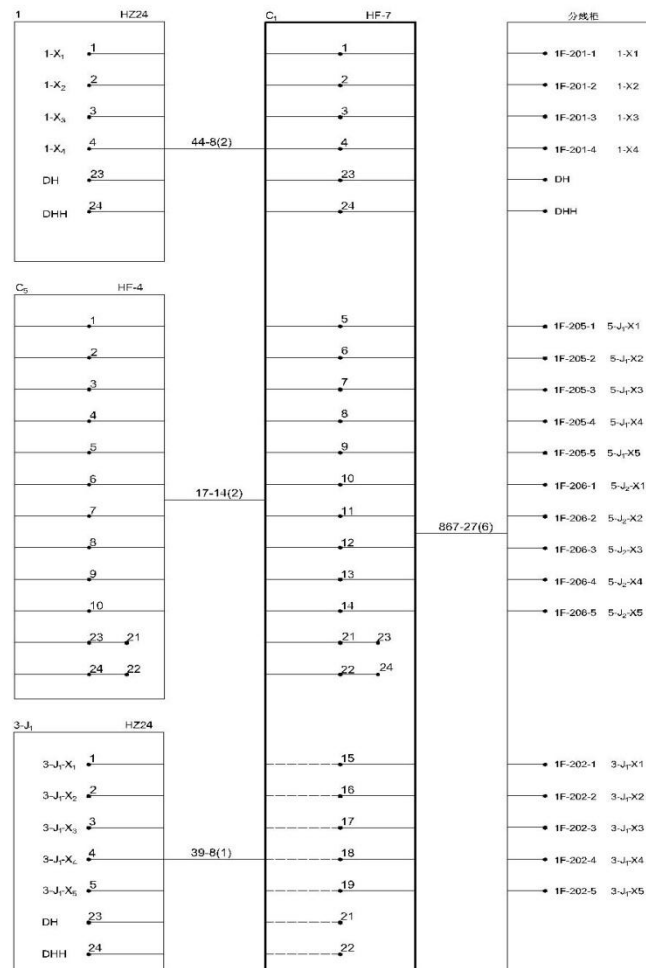 1 HZ24 C₁ HF-7 分线柜
1-X₁ 1 1 1F-201-1 1-X1
1-X₂ 2 2 1F-201-2 1-X2
1-X₃ 3 3 1F-201-3 1-X3
1-X₄ 4 44-8(2) 4 1F-201-4 1-X4
DH 23 23 DH
DHH 24 24 DHH
C₅ HF-4
1 5 1F-205-1 5-J₁-X1
2 6 1F-205-2 5-J₁-X2
3 7 1F-205-3 5-J₁-X3
4 8 1F-205-4 5-J₁-X4
5 9 1F-205-5 5-J₁-X5
6 10 1F-206-1 5-J₂-X1
17-14(2)
7 11 1F-206-2 5-J₂-X2
867-27(6)
8 12 1F-206-3 5-J₂-X3
9 13 1F-206-4 5-J₂-X4
10 14 1F-206-5 5-J₂-X5
23 21 21 23
24 22 22 24
3-J₁ HZ24
3-J₁-X₁ 1 15 1F-202-1 3-J₁-X1
3-J₁-X₂ 2 16 1F-202-2 3-J₁-X2
3-J₁-X₃ 3 17 1F-202-3 3-J₁-X3
3-J₁-X₄ 4 39-8(1) 18 1F-202-4 3-J₁-X4
3-J₁-X₅ 5 19 1F-202-5 3-J₁-X5
DH 23 21
DHH 24 22